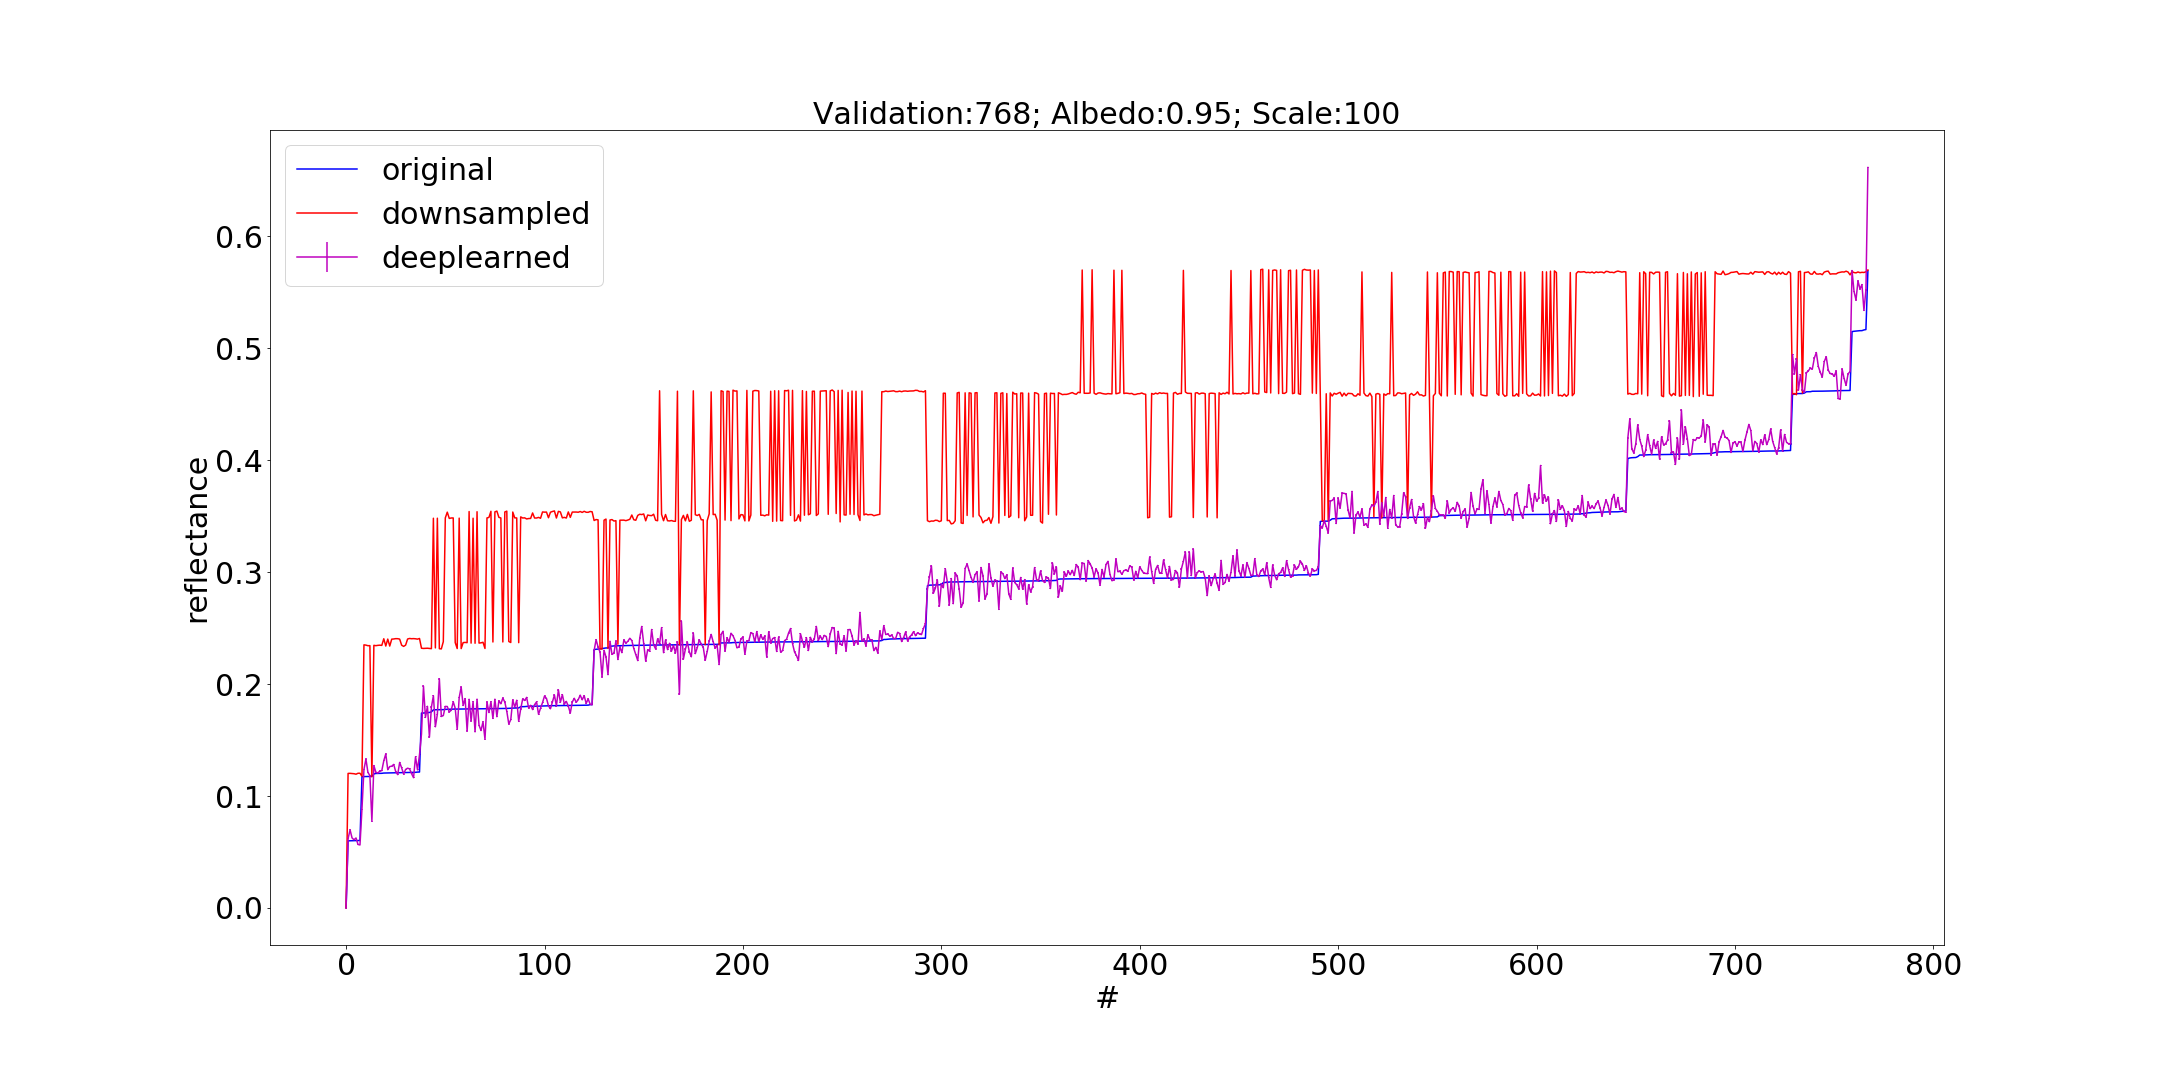 Validation:768; Albedo:0.95; Scale:100
original
downsampled
deeplearned
reflectance
0.6
0.5
0.4
0.3
0.2
0.1
0.0
0 100 200 300 400 500 600 700 800
#